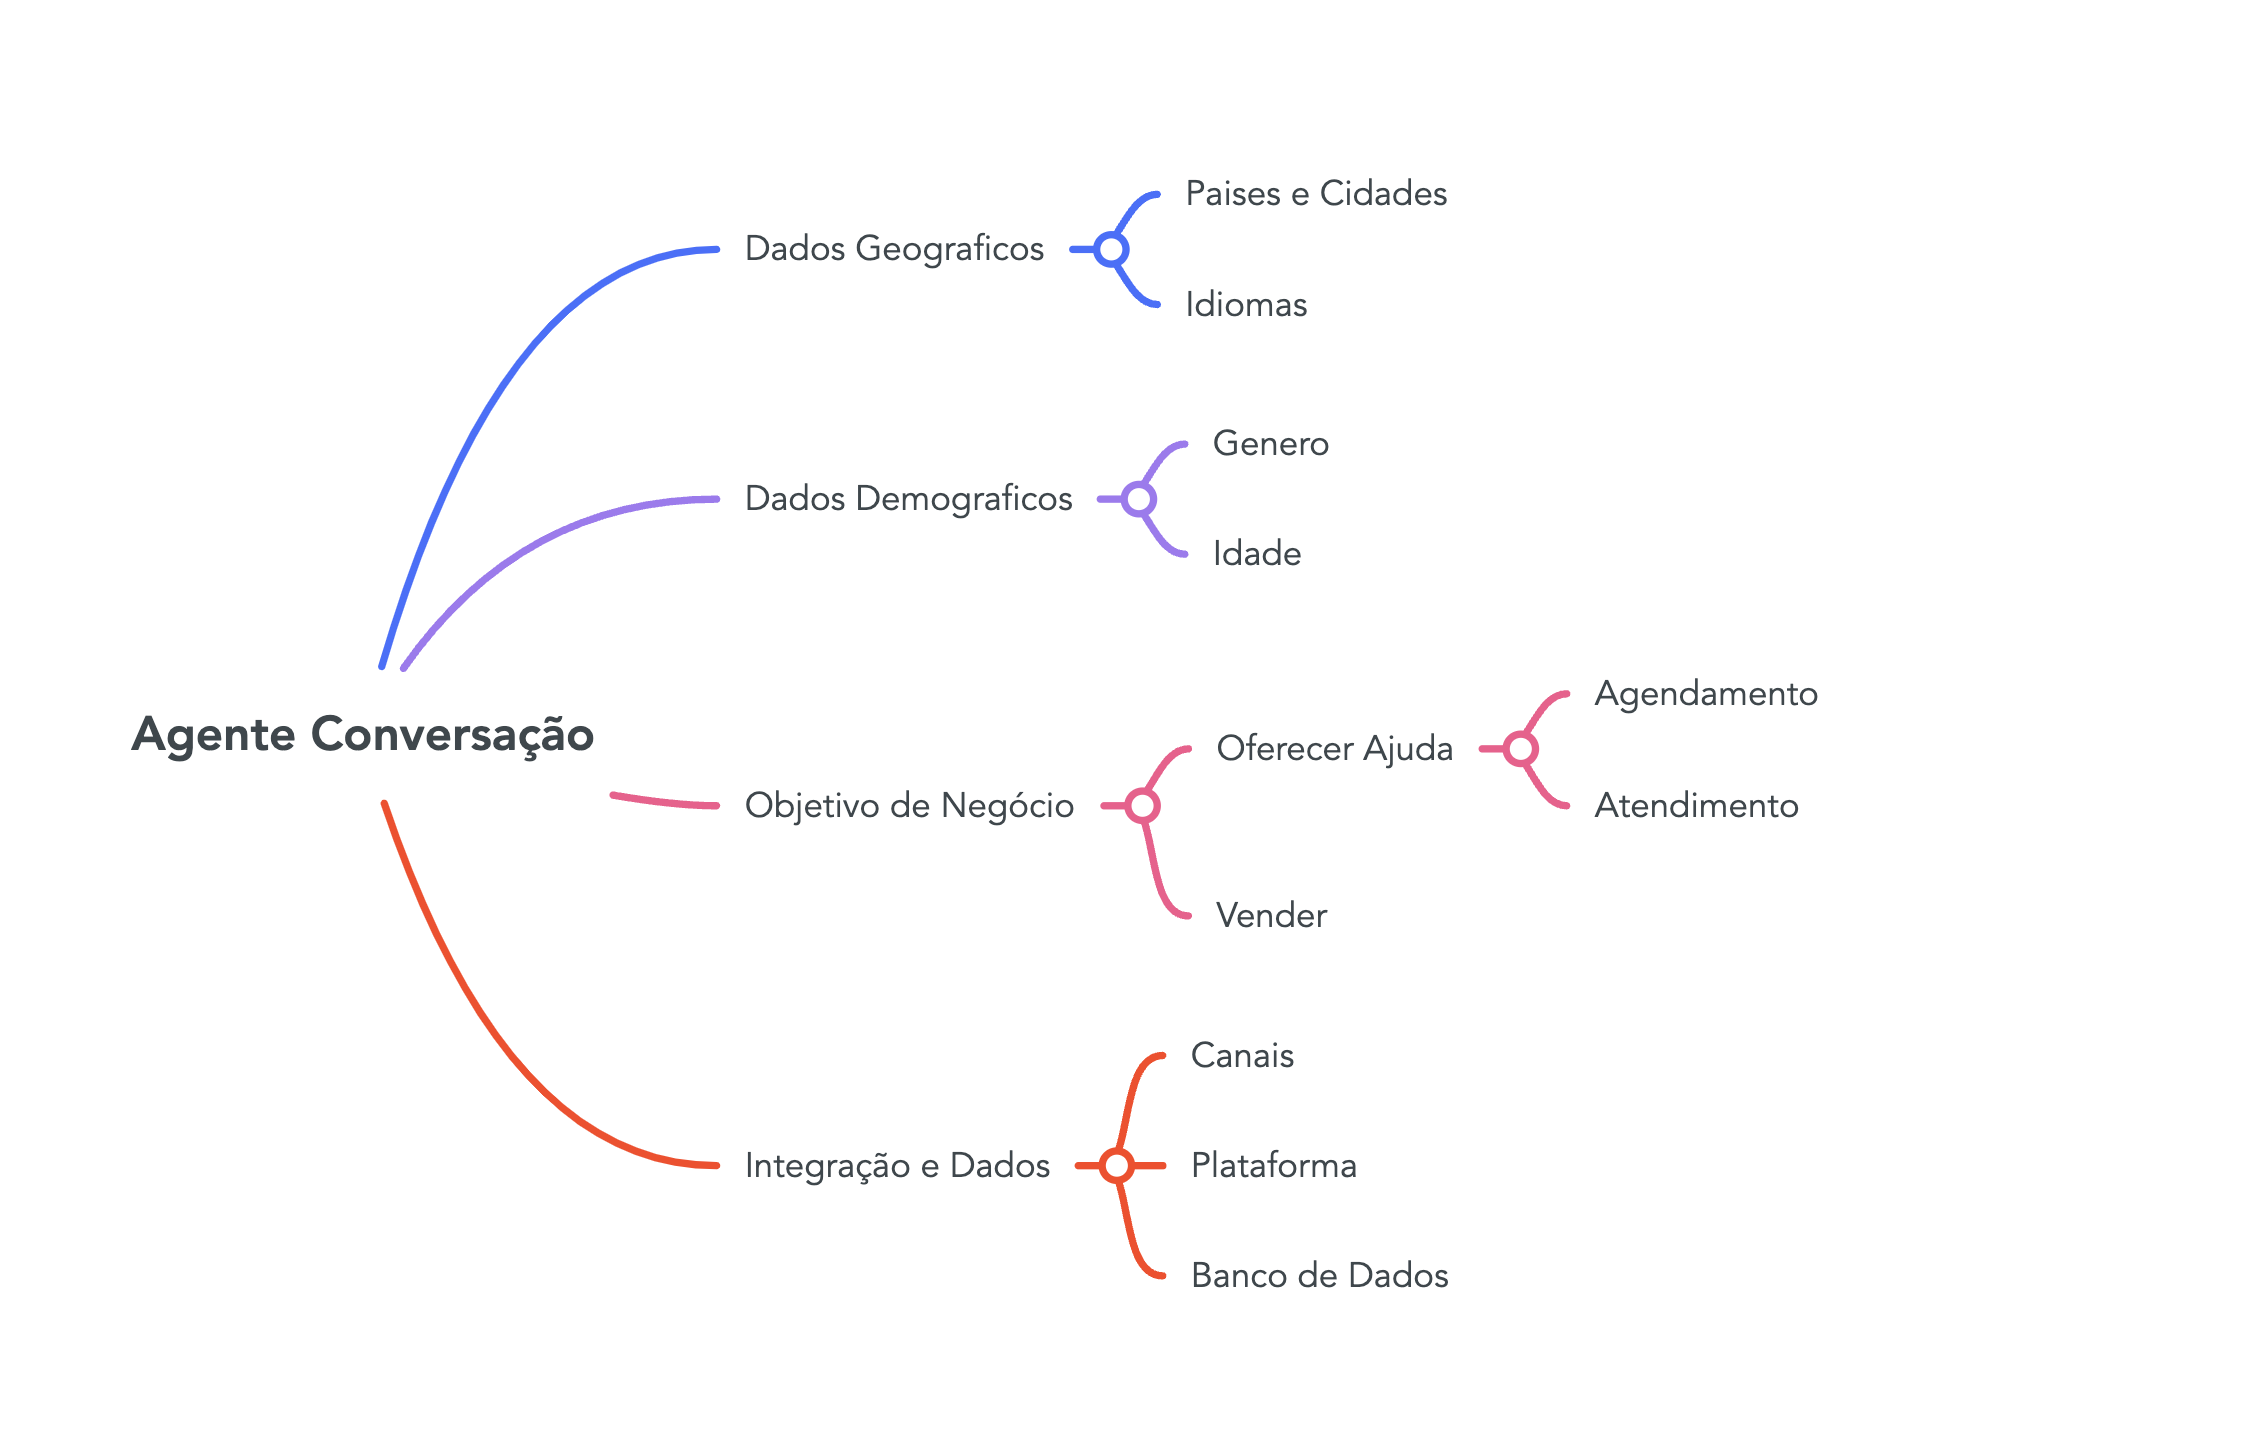 Agente Conversação
Dados Geograficos
Paises e Cidades
Idiomas
Dados Demograficos
Genero
Idade
Objetivo de Negócio
Oferecer Ajuda
Agendamento
Atendimento
Vender
Integração e Dados
Canais
Plataforma
Banco de Dados